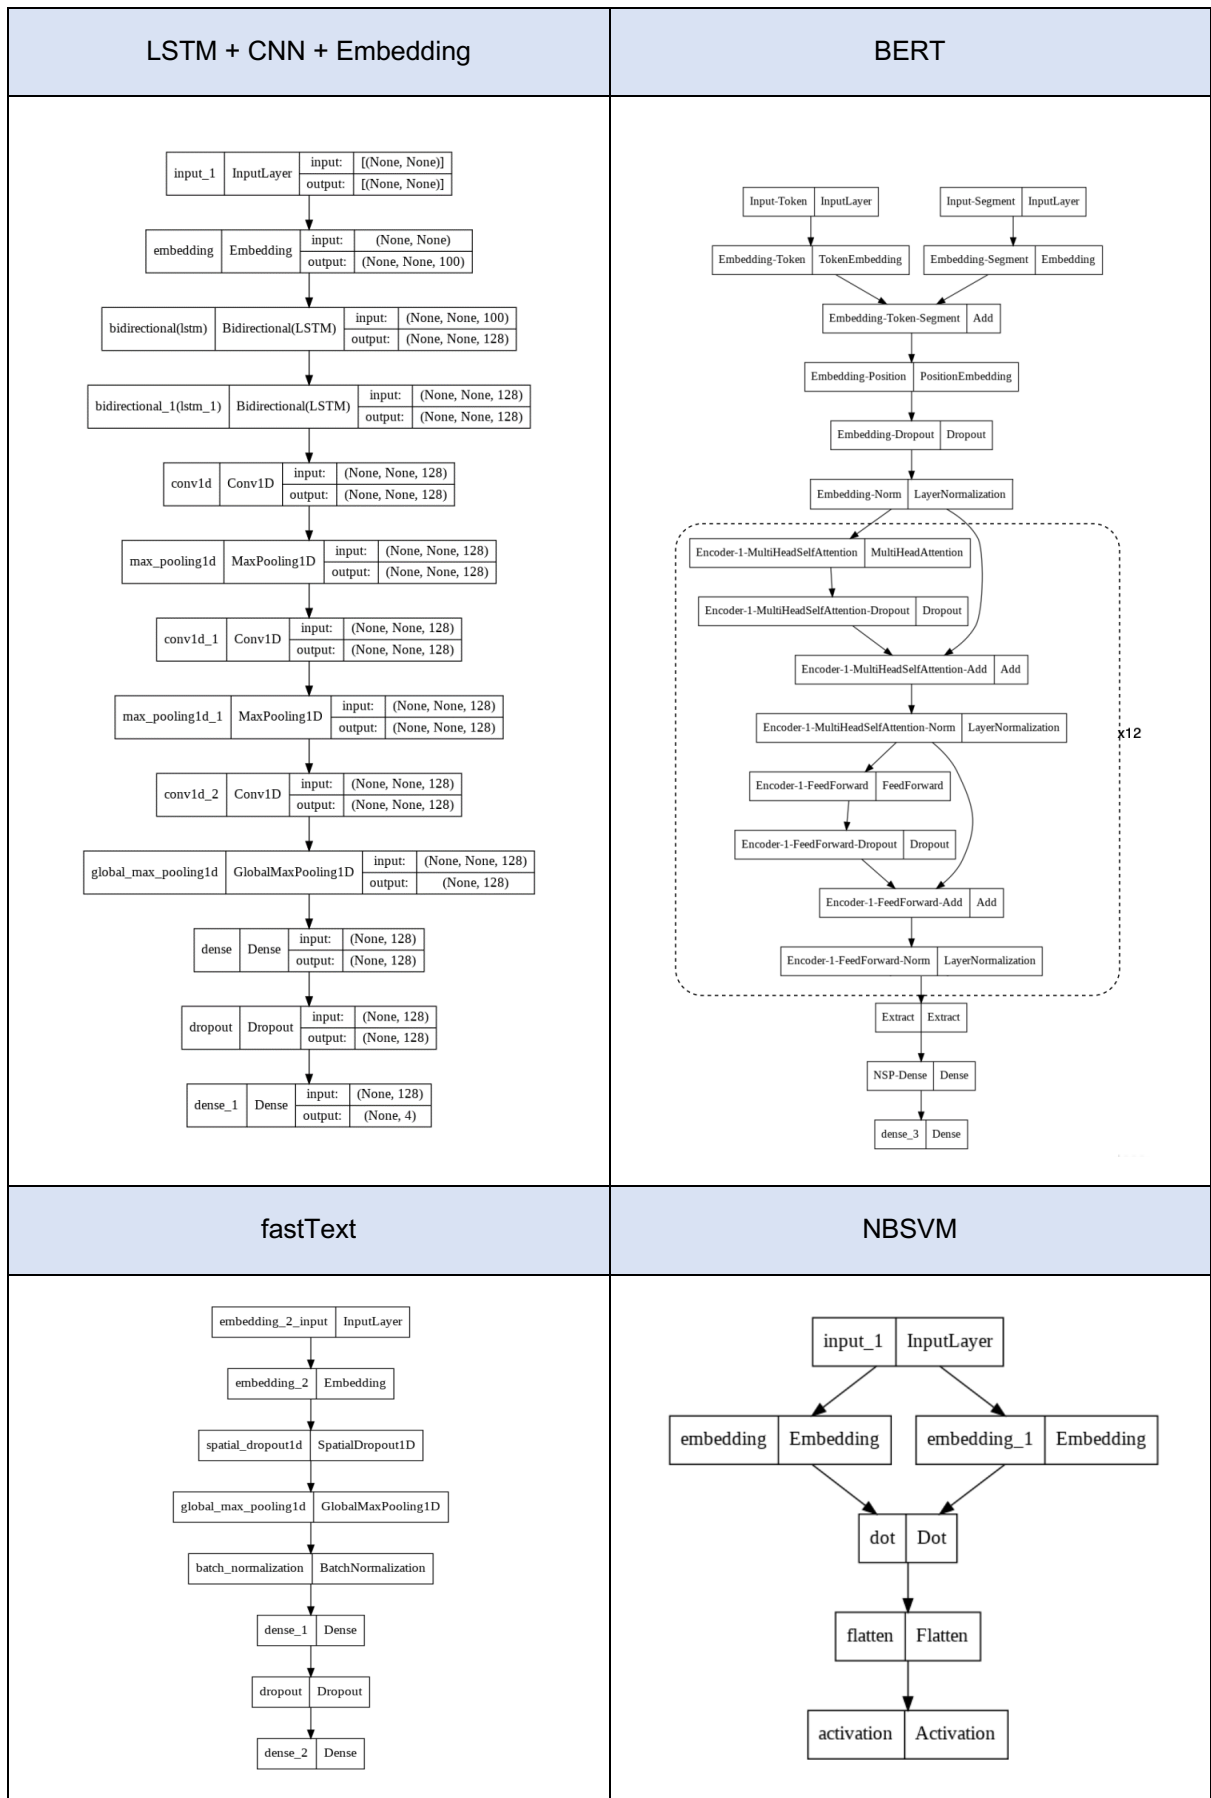 LSTM + CNN + Embedding
input_1 InputLayer input: [(None, None)]
output: [(None, None)]
embedding Embedding input: (None, None)
output: (None, None, 100)
bidirectional(lstm) Bidirectional(LSTM) input: (None, None, 100)
output: (None, None, 128)
bidirectional_1(lstm_1) Bidirectional(LSTM) input: (None, None, 128)
output: (None, None, 128)
conv1d Conv1D input: (None, None, 128)
output: (None, None, 128)
max_pooling1d MaxPooling1D input: (None, None, 128)
output: (None, None, 128)
conv1d_1 Conv1D input: (None, None, 128)
output: (None, None, 128)
max_pooling1d_1 MaxPooling1D input: (None, None, 128)
output: (None, None, 128)
conv1d_2 Conv1D input: (None, None, 128)
output: (None, None, 128)
global_max_pooling1d GlobalMaxPooling1D input: (None, None, 128)
output: (None, 128)
dense Dense input: (None, 128)
output: (None, 128)
dropout Dropout input: (None, 128)
output: (None, 128)
dense_1 Dense input: (None, 128)
output: (None, 4)
BERT
Input-Token InputLayer Input-Segment InputLayer
Embedding-Token TokenEmbedding Embedding-Segment Embedding
Embedding-Token-Segment Add
Embedding-Position PositionEmbedding
Embedding-Dropout Dropout
Embedding-Norm LayerNormalization
Encoder-1-MultiHeadSelfAttention MultiHeadAttention
Encoder-1-MultiHeadSelfAttention-Dropout Dropout
Encoder-1-MultiHeadSelfAttention-Add Add
Encoder-1-MultiHeadSelfAttention-Norm LayerNormalization
x12
Encoder-1-FeedForward FeedForward
Encoder-1-FeedForward-Dropout Dropout
Encoder-1-FeedForward-Add Add
Encoder-1-FeedForward-Norm LayerNormalization
Extract Extract
NSP-Dense Dense
dense_3 Dense
fastText
embedding_2_input InputLayer
embedding_2 Embedding
spatial_dropout1d SpatialDropout1D
global_max_pooling1d GlobalMaxPooling1D
batch_normalization BatchNormalization
dense_1 Dense
dropout Dropout
dense_2 Dense
NBSVM
input_1 InputLayer
embedding Embedding embedding_1 Embedding
dot Dot
flatten Flatten
activation Activation